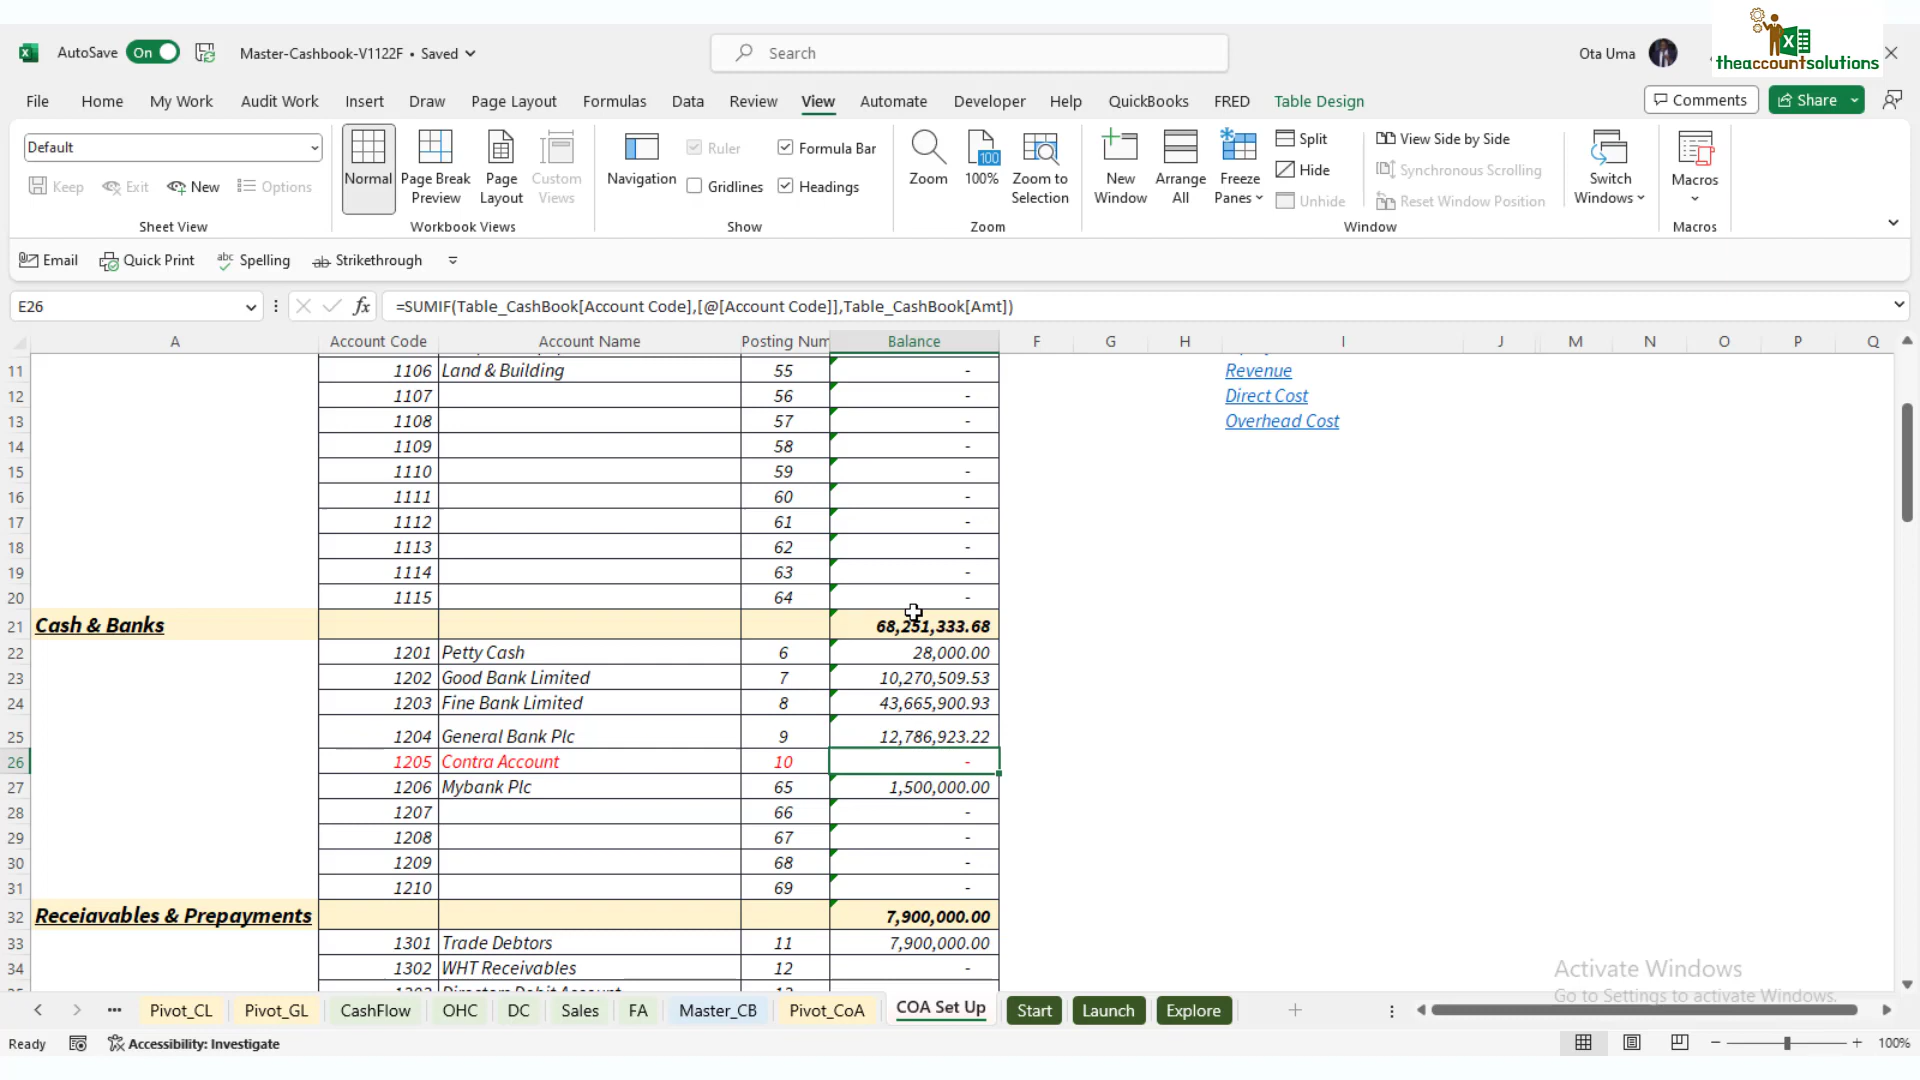 AutoSave On Master-Cashbook-V1122F • Saved Search Ota Uma
theaccountsolutions
File Home My Work Audit Work Insert Draw Page Layout Formulas Data Review View Automate Developer Help QuickBooks FRED Table Design Comments Share
Default
Keep Exit New Options
Sheet View
Normal Page Break Preview Page Layout Custom Views
Workbook Views
Navigation Ruler Gridlines Formula Bar Headings
Show
Zoom 100% Zoom to Selection
Zoom
New Window Arrange All Freeze Panes Split Hide Unhide View Side by Side Synchronous Scrolling Reset Window Position Switch Windows
Window
Macros
Macros
Email Quick Print Spelling Strikethrough
E26 fx =SUMIF(Table_CashBook[Account Code],[@[Account Code]],Table_CashBook[Amt])
A Account Code Account Name Posting Num Balance F G H I J M N O P Q
11 1106 Land & Building 55 - Revenue
12 1107 56 - Direct Cost
13 1108 57 - Overhead Cost
14 1109 58 -
15 1110 59 -
16 1111 60 -
17 1112 61 -
18 1113 62 -
19 1114 63 -
20 1115 64 -
21 Cash & Banks 68,251,333.68
22 1201 Petty Cash 6 28,000.00
23 1202 Good Bank Limited 7 10,270,509.53
24 1203 Fine Bank Limited 8 43,665,900.93
25 1204 General Bank Plc 9 12,786,923.22
26 1205 Contra Account 10 -
27 1206 Mybank Plc 65 1,500,000.00
28 1207 66 -
29 1208 67 -
30 1209 68 -
31 1210 69 -
32 Receiavables & Prepayments 7,900,000.00
33 1301 Trade Debtors 11 7,900,000.00
34 1302 WHT Receivables 12 -
Activate Windows
Go to Settings to activate Windows.
Pivot_CL Pivot_GL CashFlow OHC DC Sales FA Master_CB Pivot_CoA COA Set Up Start Launch Explore
Ready Accessibility: Investigate 100%